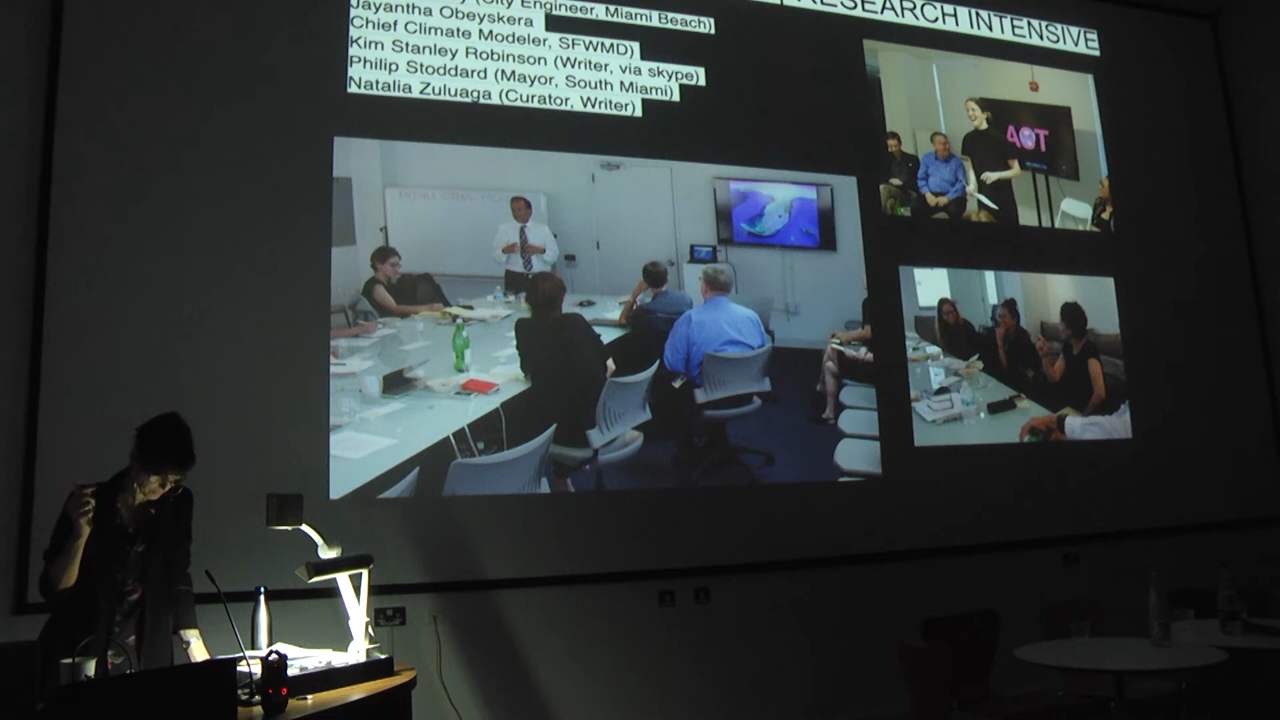 (City Engineer, Miami Beach)
Jayantha Obeyskera
Chief Climate Modeler, SFWMD)
Kim Stanley Robinson (Writer, via skype)
Philip Stoddard (Mayor, South Miami)
Natalia Zuluaga (Curator, Writer)
RESEARCH INTENSIVE
AOT